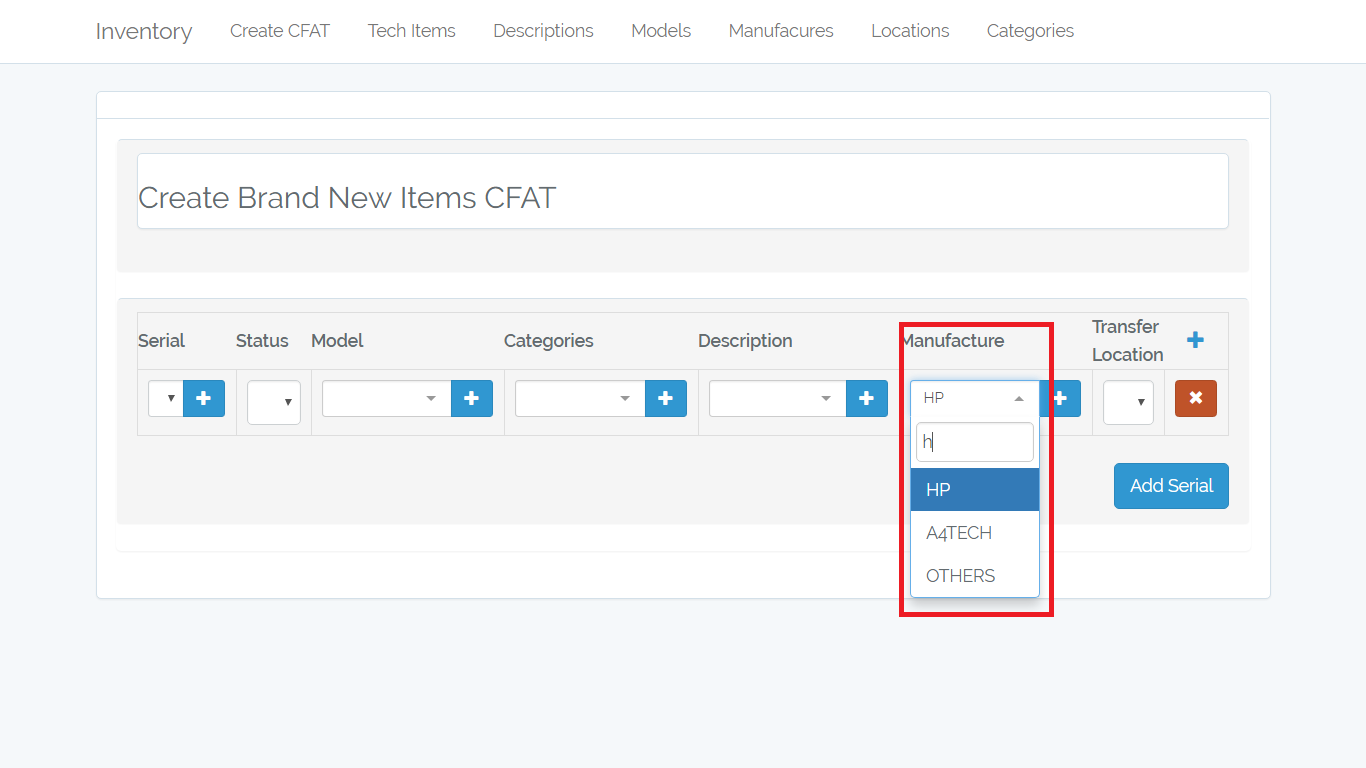 Inventory Create CFAT Tech Items Descriptions Models Manufacures Locations Categories
Create Brand New Items CFAT
Serial Status Model Categories Description Manufacture Transfer Location
HP
h
HP
A4TECH
OTHERS
Add Serial